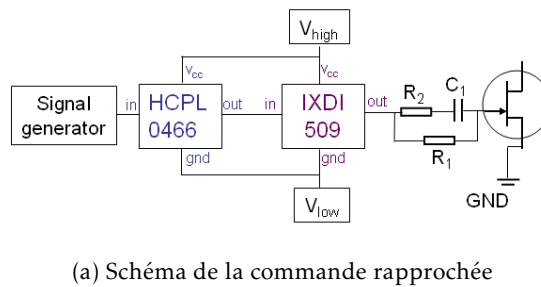 V_high
v_cc
v_cc
Signal
generator
in
HCPL
0466
out
in
IXDI
509
out
R_2
C_1
R_1
gnd
gnd
V_low
GND
(a) Schéma de la commande rapprochée